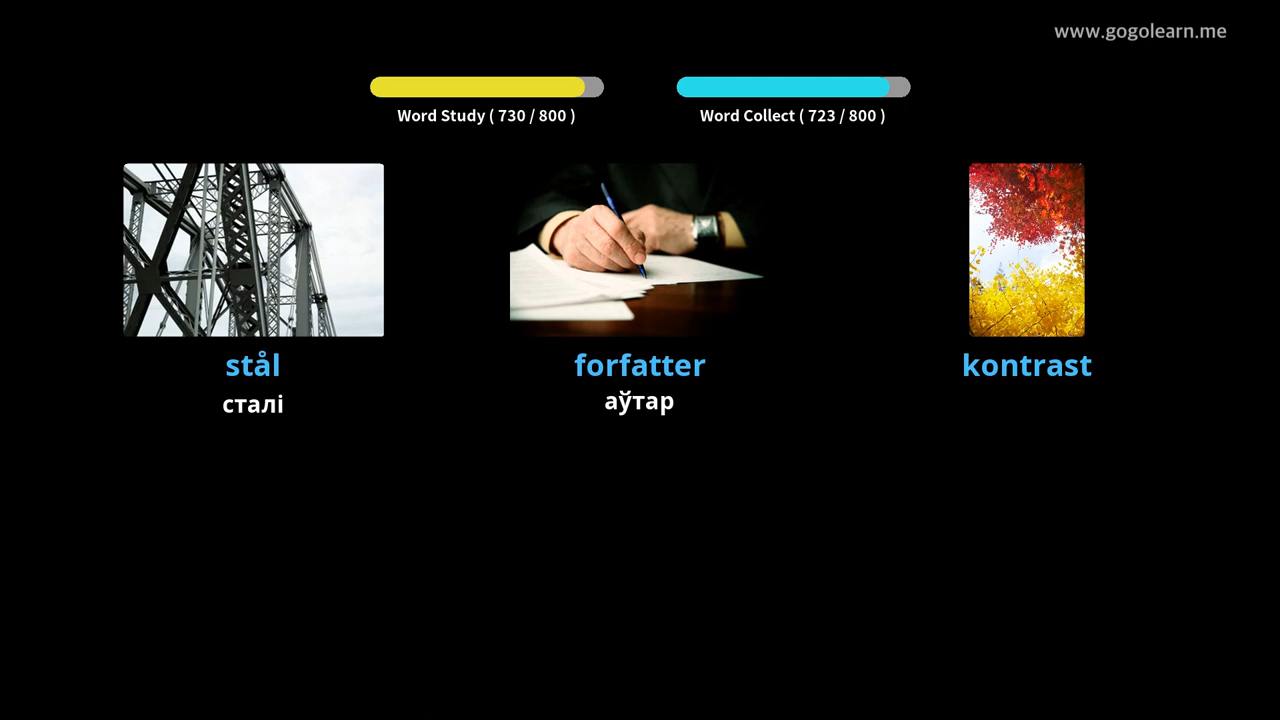 www.gogolearn.me
Word Study ( 730 / 800 )
Word Collect ( 723 / 800 )
stål
forfatter
kontrast
сталі
аўтар